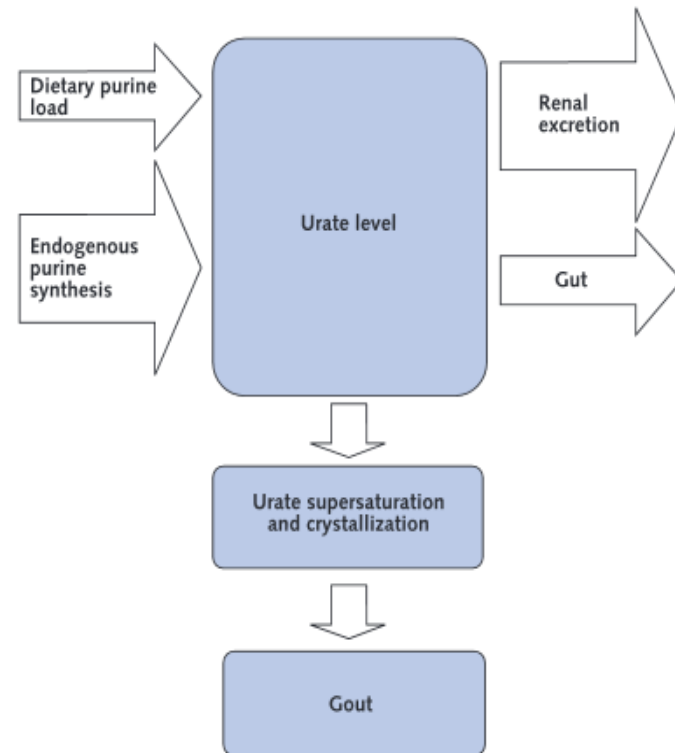 Dietary purine
load
Endogenous
purine
synthesis
Urate level
Renal
excretion
Gut
Urate supersaturation
and crystallization
Gout